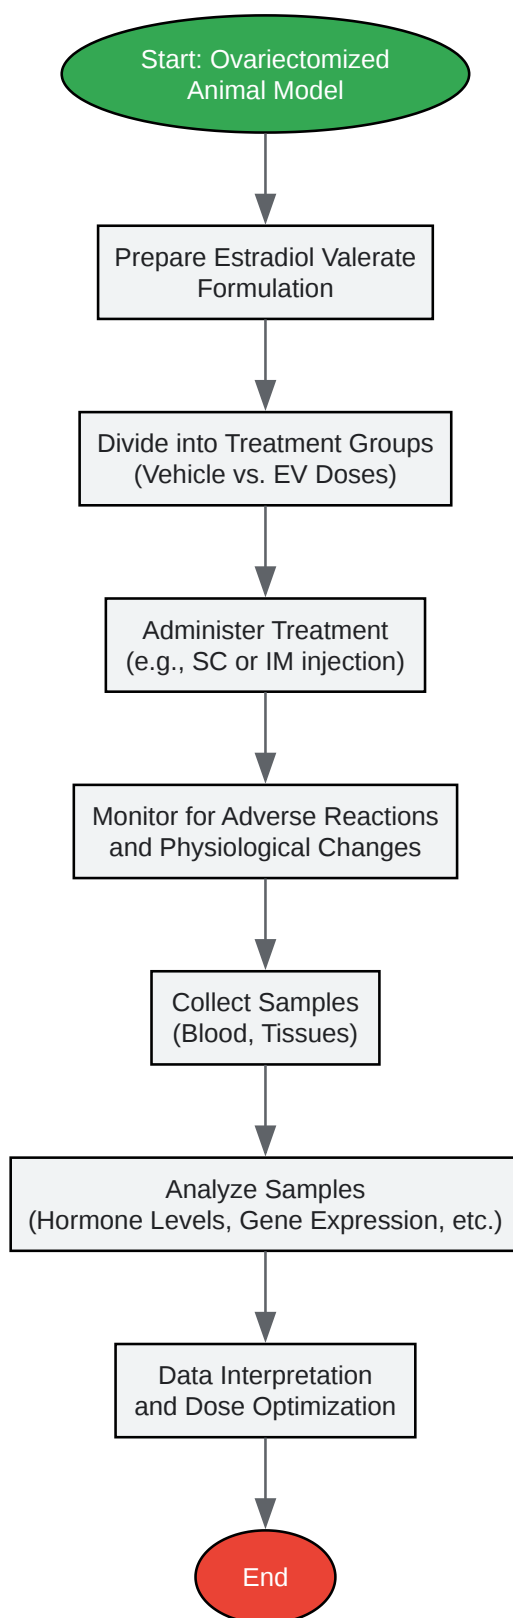 Start: Ovariectomized
Animal Model
Prepare Estradiol Valerate
Formulation
Divide into Treatment Groups
(Vehicle vs. EV Doses)
Administer Treatment
(e.g., SC or IM injection)
Monitor for Adverse Reactions
and Physiological Changes
Collect Samples
(Blood, Tissues)
Analyze Samples
(Hormone Levels, Gene Expression, etc.)
Data Interpretation
and Dose Optimization
End